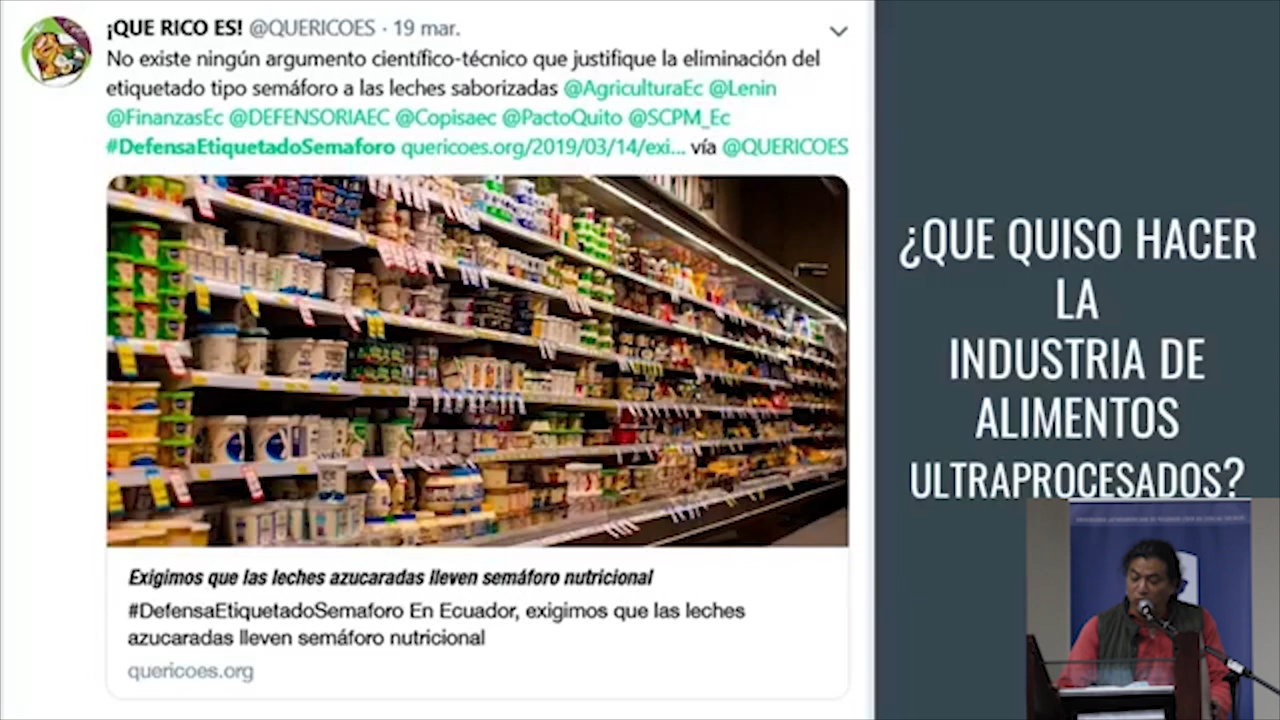 ¡QUE RICO ES! @QUERICOES · 19 mar.
No existe ningún argumento científico-técnico que justifique la eliminación del
etiquetado tipo semáforo a las leches saborizadas @AgriculturaEc @Lenin
@FinanzasEc @DEFENSORIAEC @Copisaec @PactoQuito @SCPM_Ec
#DefensaEtiquetadoSemaforo quericoes.org/2019/03/14/exi... vía @QUERICOES
Exigimos que las leches azucaradas lleven semáforo nutricional
#DefensaEtiquetadoSemaforo En Ecuador, exigimos que las leches
azucaradas lleven semáforo nutricional
quericoes.org
¿QUE QUISO HACER
LA
INDUSTRIA DE
ALIMENTOS
ULTRAPROCESADOS?